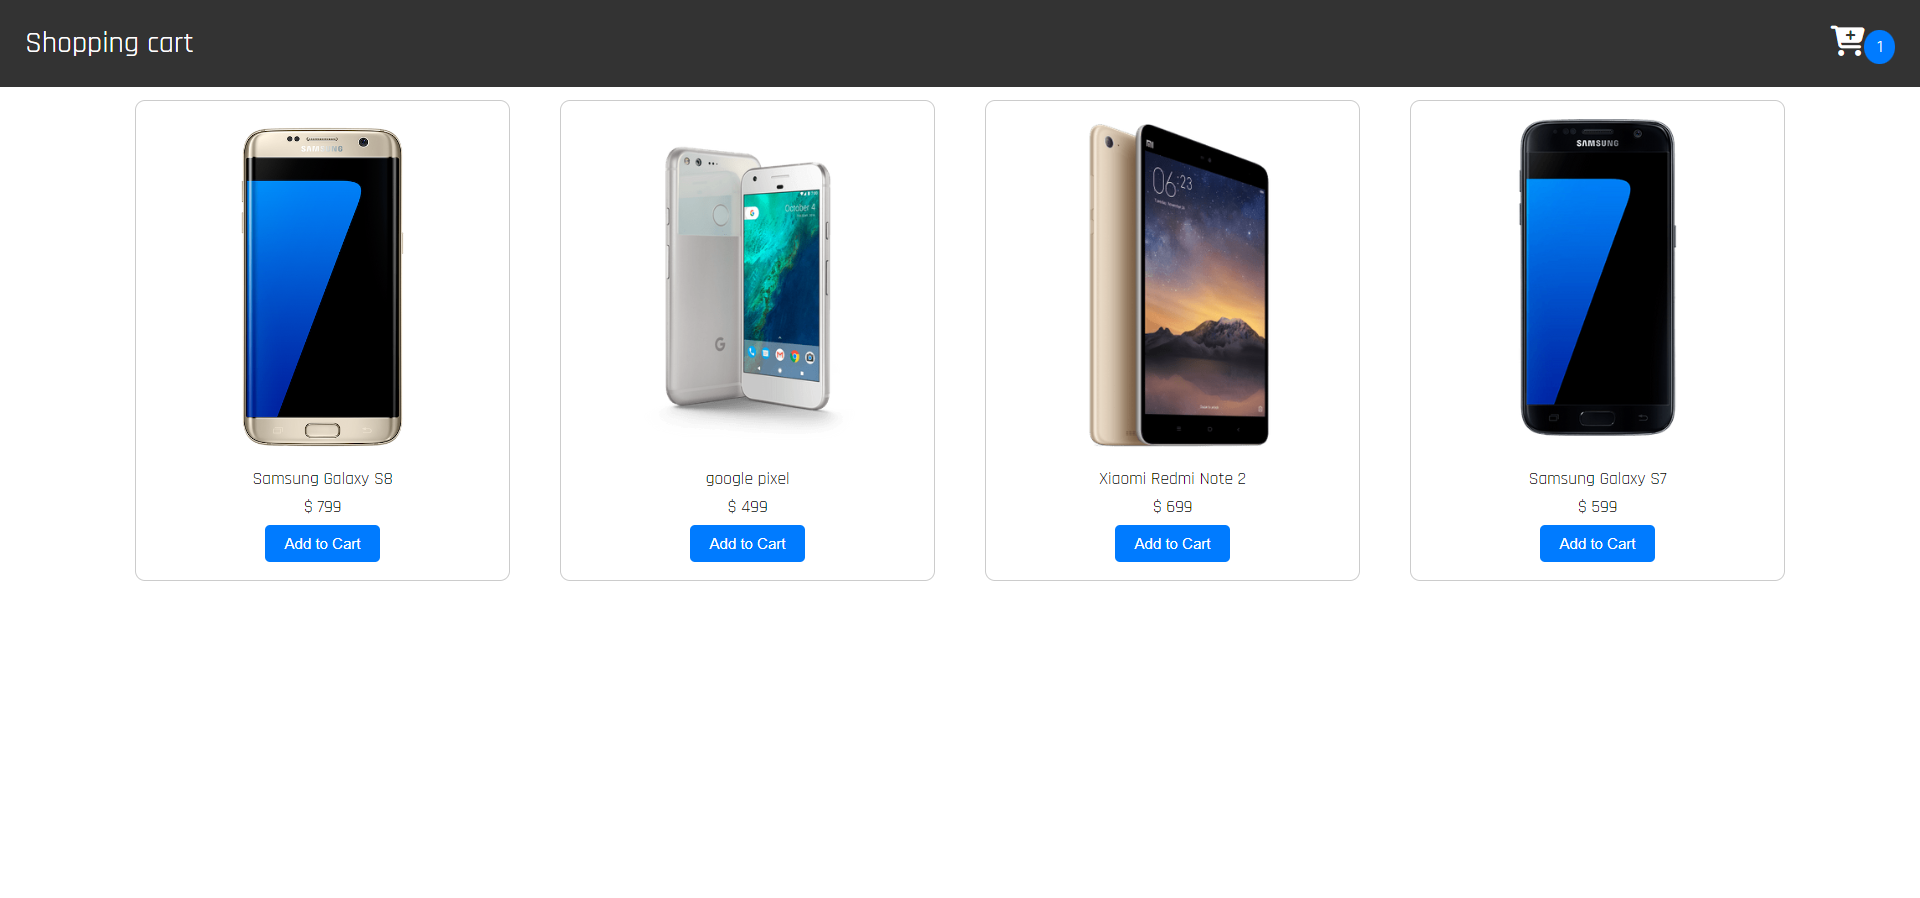 Shopping cart
1
SAMSUNG
October 4
G
mi
06:23
SAMSUNG
Samsung Galaxy S8
$ 799
Add to Cart
google pixel
$ 499
Add to Cart
Xiaomi Redmi Note 2
$ 699
Add to Cart
Samsung Galaxy S7
$ 599
Add to Cart